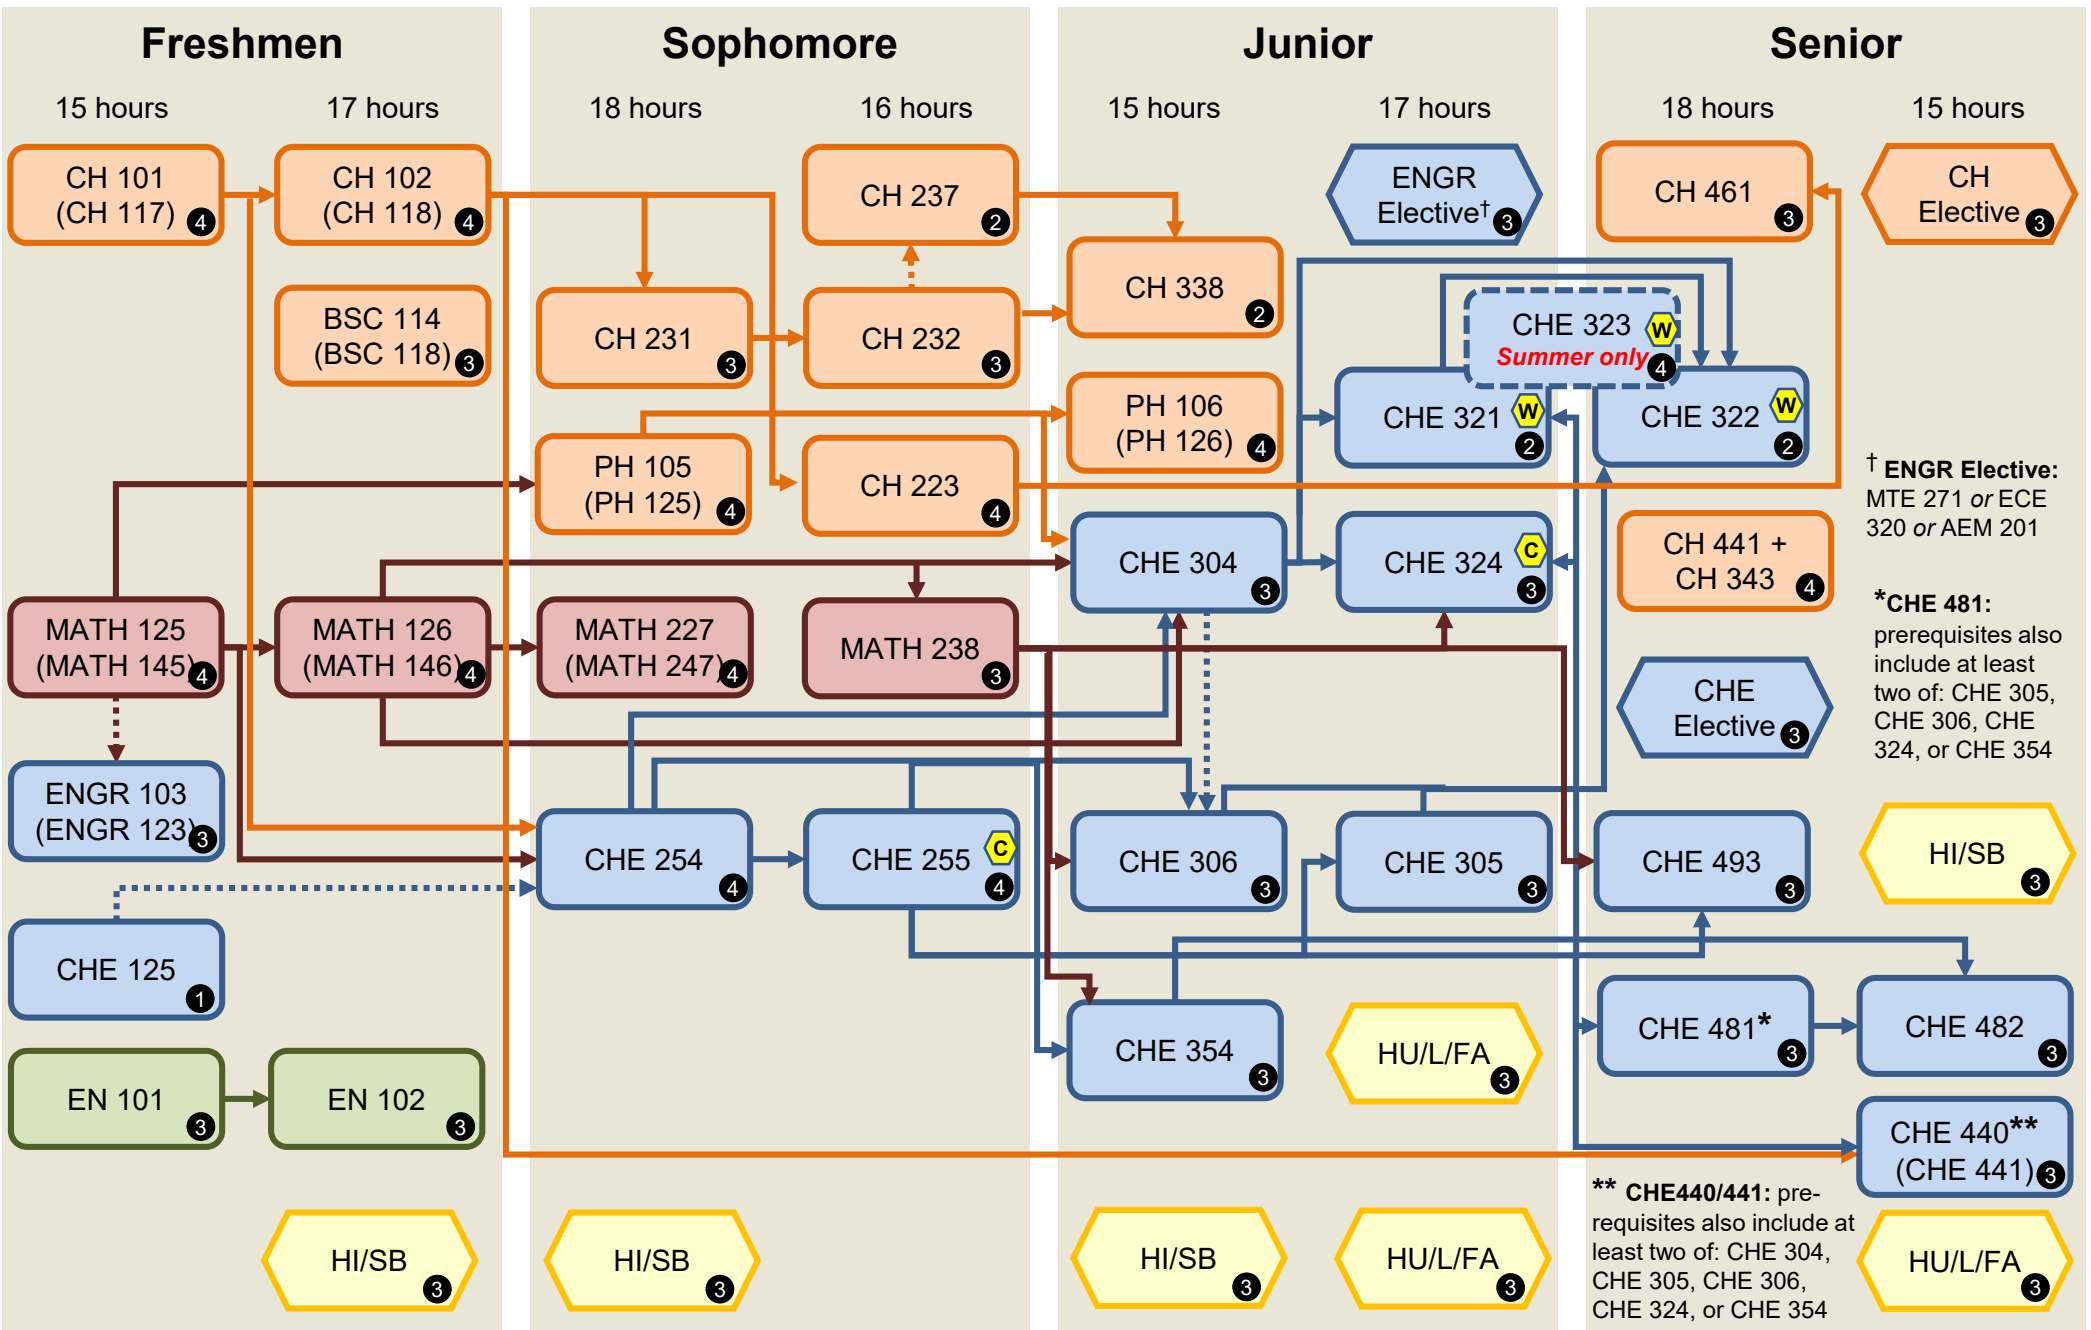 Freshmen
15 hours
17 hours
CH 101
(CH 117)
4
CH 102
(CH 118)
4
BSC 114
(BSC 118)
3
MATH 125
(MATH 145)
4
MATH 126
(MATH 146)
4
ENGR 103
(ENGR 123)
3
CHE 125
1
EN 101
3
EN 102
3
HI/SB
3
Sophomore
18 hours
16 hours
CH 237
2
CH 231
3
CH 232
3
PH 105
(PH 125)
4
CH 223
4
MATH 227
(MATH 247)
4
MATH 238
3
CHE 254
4
CHE 255
C
4
HI/SB
3
Junior
15 hours
17 hours
ENGR
Elective†
3
CH 338
2
PH 106
(PH 126)
4
CHE 321
W
2
CHE 323
W
Summer only
4
CHE 304
3
CHE 324
C
3
CHE 306
3
CHE 305
3
CHE 354
3
HU/L/FA
3
HI/SB
3
HU/L/FA
3
Senior
18 hours
15 hours
CH 461
3
CH
Elective
3
CHE 322
W
2
† ENGR Elective:
MTE 271 or ECE
320 or AEM 201
CH 441 +
CH 343
4
*CHE 481:
prerequisites also
include at least
two of: CHE 305,
CHE 306, CHE
324, or CHE 354
CHE
Elective
3
CHE 493
3
HI/SB
3
CHE 481*
3
CHE 482
3
CHE 440**
(CHE 441)
3
** CHE440/441: pre-
requisites also include at
least two of: CHE 304,
CHE 305, CHE 306,
CHE 324, or CHE 354
HU/L/FA
3